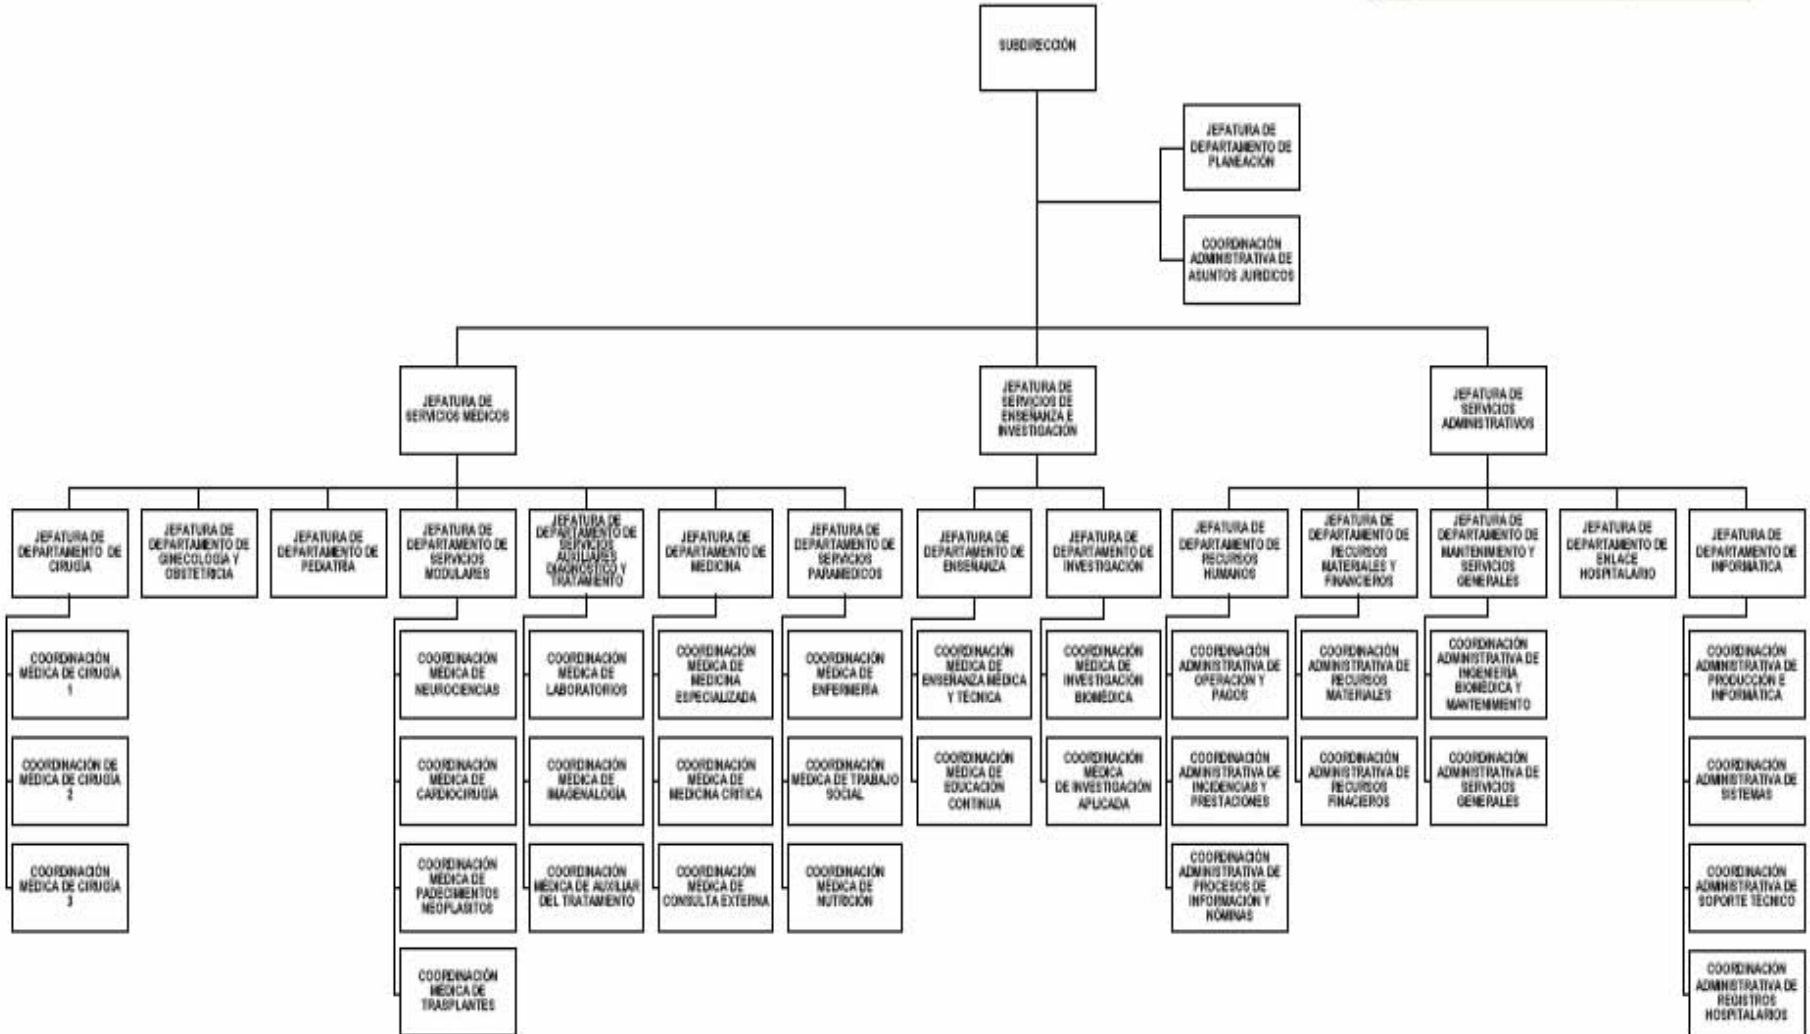 SUBDIRECCIÓN
JEFATURA DE
DEPARTAMENTO DE
PLANEACIÓN
COORDINACIÓN
ADMINISTRATIVA DE
ASUNTOS JURIDICOS
JEFATURA DE
SERVICIOS MÉDICOS
JEFATURA DE
SERVICIOS DE
ENSEÑANZA E
INVESTIGACIÓN
JEFATURA DE
SERVICIOS
ADMINISTRATIVOS
JEFATURA DE
DEPARTAMENTO DE
CIRUGÍA
JEFATURA DE
DEPARTAMENTO DE
GINECOLOGÍA Y
OBSTETRICIA
JEFATURA DE
DEPARTAMENTO DE
PEDIATRÍA
JEFATURA DE
DEPARTAMENTO DE
SERVICIOS
MODULARES
JEFATURA DE
DEPARTAMENTO DE
SERVICIOS
AUXILIARES
DIAGNOSTICO Y
TRATAMIENTO
JEFATURA DE
DEPARTAMENTO DE
MEDICINA
JEFATURA DE
DEPARTAMENTO DE
SERVICIOS
PARAMEDICOS
JEFATURA DE
DEPARTAMENTO DE
ENSEÑANZA
JEFATURA DE
DEPARTAMENTO DE
INVESTIGACIÓN
JEFATURA DE
DEPARTAMENTO DE
RECURSOS
HUMANOS
JEFATURA DE
DEPARTAMENTO DE
RECURSOS
MATERIALES Y
FINANCIEROS
JEFATURA DE
DEPARTAMENTO DE
MANTENIMIENTO Y
SERVICIOS
GENERALES
JEFATURA DE
DEPARTAMENTO DE
ENLACE
HOSPITALARIO
JEFATURA DE
DEPARTAMENTO DE
INFORMÁTICA
COORDINACIÓN
MÉDICA DE CIRUGÍA
1
COORDINACIÓN
MÉDICA DE
NEUROCIENCIAS
COORDINACIÓN
MÉDICA DE
LABORATORIOS
COORDINACIÓN
MÉDICA DE
MEDICINA
ESPECIALIZADA
COORDINACIÓN
MÉDICA DE
ENFERMERÍA
COORDINACIÓN
MÉDICA DE
ENSEÑANZA MÉDICA
Y TÉCNICA
COORDINACIÓN
MÉDICA DE
INVESTIGACIÓN
BIOMÉDICA
COORDINACIÓN
ADMINISTRATIVA DE
OPERACIÓN Y
PAGOS
COORDINACIÓN
ADMINISTRATIVA DE
RECURSOS
MATERIALES
COORDINACIÓN
ADMINISTRATIVA DE
INGENIERÍA
BIOMÉDICA Y
MANTENIMIENTO
COORDINACIÓN
ADMINISTRATIVA DE
PRODUCCIÓN E
INFORMÁTICA
COORDINACIÓN DE
MÉDICA DE CIRUGÍA
2
COORDINACIÓN
MÉDICA DE
CARDIOCIRUGÍA
COORDINACIÓN
MÉDICA DE
IMAGENALOGÍA
COORDINACIÓN
MÉDICA DE
MEDICINA CRÍTICA
COORDINACIÓN
MEDICA DE TRABAJO
SOCIAL
COORDINACIÓN
MÉDICA DE
EDUCACIÓN
CONTINUA
COORDINACIÓN
MÉDICA
DE INVESTIGACIÓN
APLICADA
COORDINACIÓN
ADMINISTRATIVA DE
INCIDENCIAS Y
PRESTACIONES
COORDINACIÓN
ADMINISTRATIVA DE
RECURSOS
FINACIEROS
COORDINACIÓN
ADMINISTRATIVA DE
SERVICIOS
GENERALES
COORDINACIÓN
ADMINISTRATIVA DE
SISTEMAS
COORDINACIÓN
MÉDICA DE CIRUGÍA
3
COORDINACIÓN
MÉDICA DE
PADECIMIENTOS
NEOPLASITOS
COORDINACIÓN
MÉDICA DE AUXILIAR
DEL TRATAMIENTO
COORDINACIÓN
MÉDICA DE
CONSULTA EXTERNA
COORDINACIÓN
MÉDICA DE
NUTRICIÓN
COORDINACIÓN
ADMINISTRATIVA DE
PROCESOS DE
INFORMACIÓN Y
NÓMINAS
COORDINACIÓN
ADMINISTRATIVA DE
SOPORTE TÉCNICO
COORDINACIÓN
MÉDICA DE
TRASPLANTES
COORDINACIÓN
ADMINISTRATIVA DE
REGISTROS
HOSPITALARIOS